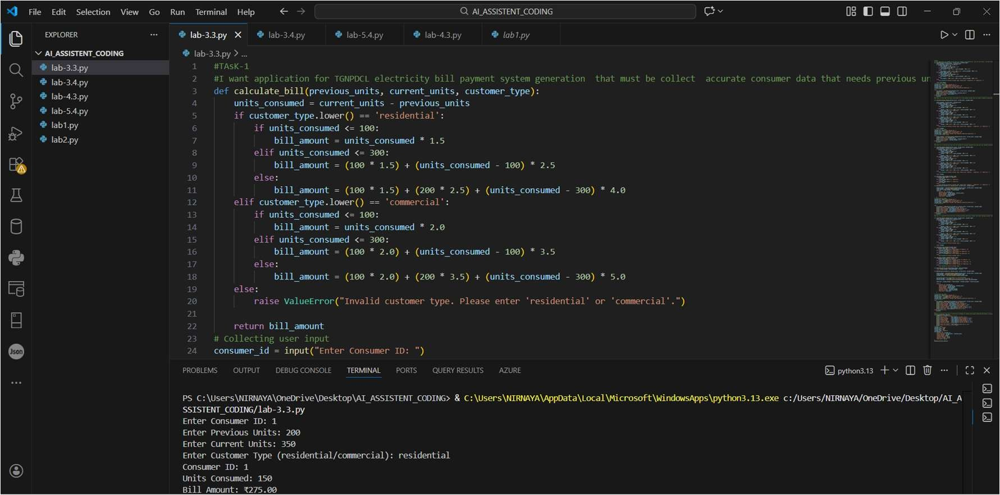 File Edit Selection View Go Run Terminal Help
AI_ASSISTENT_CODING
EXPLORER
AI_ASSISTENT_CODING
lab-3.3.py
lab-3.4.py
lab-4.3.py
lab-5.4.py
lab1.py
lab2.py
Json
lab-3.3.py lab-3.4.py lab-5.4.py lab-4.3.py lab1.py
lab-3.3.py > ...
1 #TAsK-1
2 #I want application for TGNPDCL electricity bill payment system generation  that must be collect  accurate consumer data that needs previous un
3 def calculate_bill(previous_units, current_units, customer_type):
4     units_consumed = current_units - previous_units
5     if customer_type.lower() == 'residential':
6         if units_consumed <= 100:
7             bill_amount = units_consumed * 1.5
8         elif units_consumed <= 300:
9             bill_amount = (100 * 1.5) + (units_consumed - 100) * 2.5
10         else:
11             bill_amount = (100 * 1.5) + (200 * 2.5) + (units_consumed - 300) * 4.0
12     elif customer_type.lower() == 'commercial':
13         if units_consumed <= 100:
14             bill_amount = units_consumed * 2.0
15         elif units_consumed <= 300:
16             bill_amount = (100 * 2.0) + (units_consumed - 100) * 3.5
17         else:
18             bill_amount = (100 * 2.0) + (200 * 3.5) + (units_consumed - 300) * 5.0
19     else:
20         raise ValueError("Invalid customer type. Please enter 'residential' or 'commercial'.")
21
22     return bill_amount
23 # Collecting user input
24 consumer_id = input("Enter Consumer ID: ")
PROBLEMS OUTPUT DEBUG CONSOLE TERMINAL PORTS QUERY RESULTS AZURE
python3.13
PS C:\Users\NIRNAYA\OneDrive\Desktop\AI_ASSISTENT_CODING> & C:\Users\NIRNAYA\AppData\Local\Microsoft\WindowsApps\python3.13.exe c:/Users/NIRNAYA/OneDrive/Desktop/AI_A
SSISTENT_CODING/lab-3.3.py
Enter Consumer ID: 1
Enter Previous Units: 200
Enter Current Units: 350
Enter Customer Type (residential/commercial): residential
Consumer ID: 1
Units Consumed: 150
Bill Amount: ₹275.00